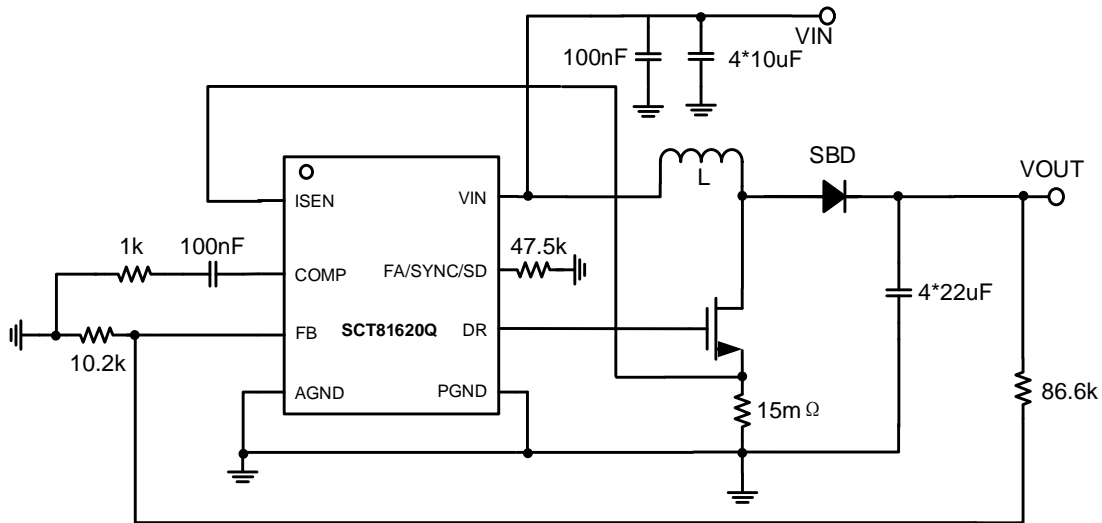 VIN
100nF
4*10uF
SBD
VOUT
L
ISEN
VIN
1k
100nF
47.5k
COMP
FA/SYNC/SD
4*22uF
FB
SCT81620Q
DR
10.2k
AGND
PGND
15mΩ
86.6k